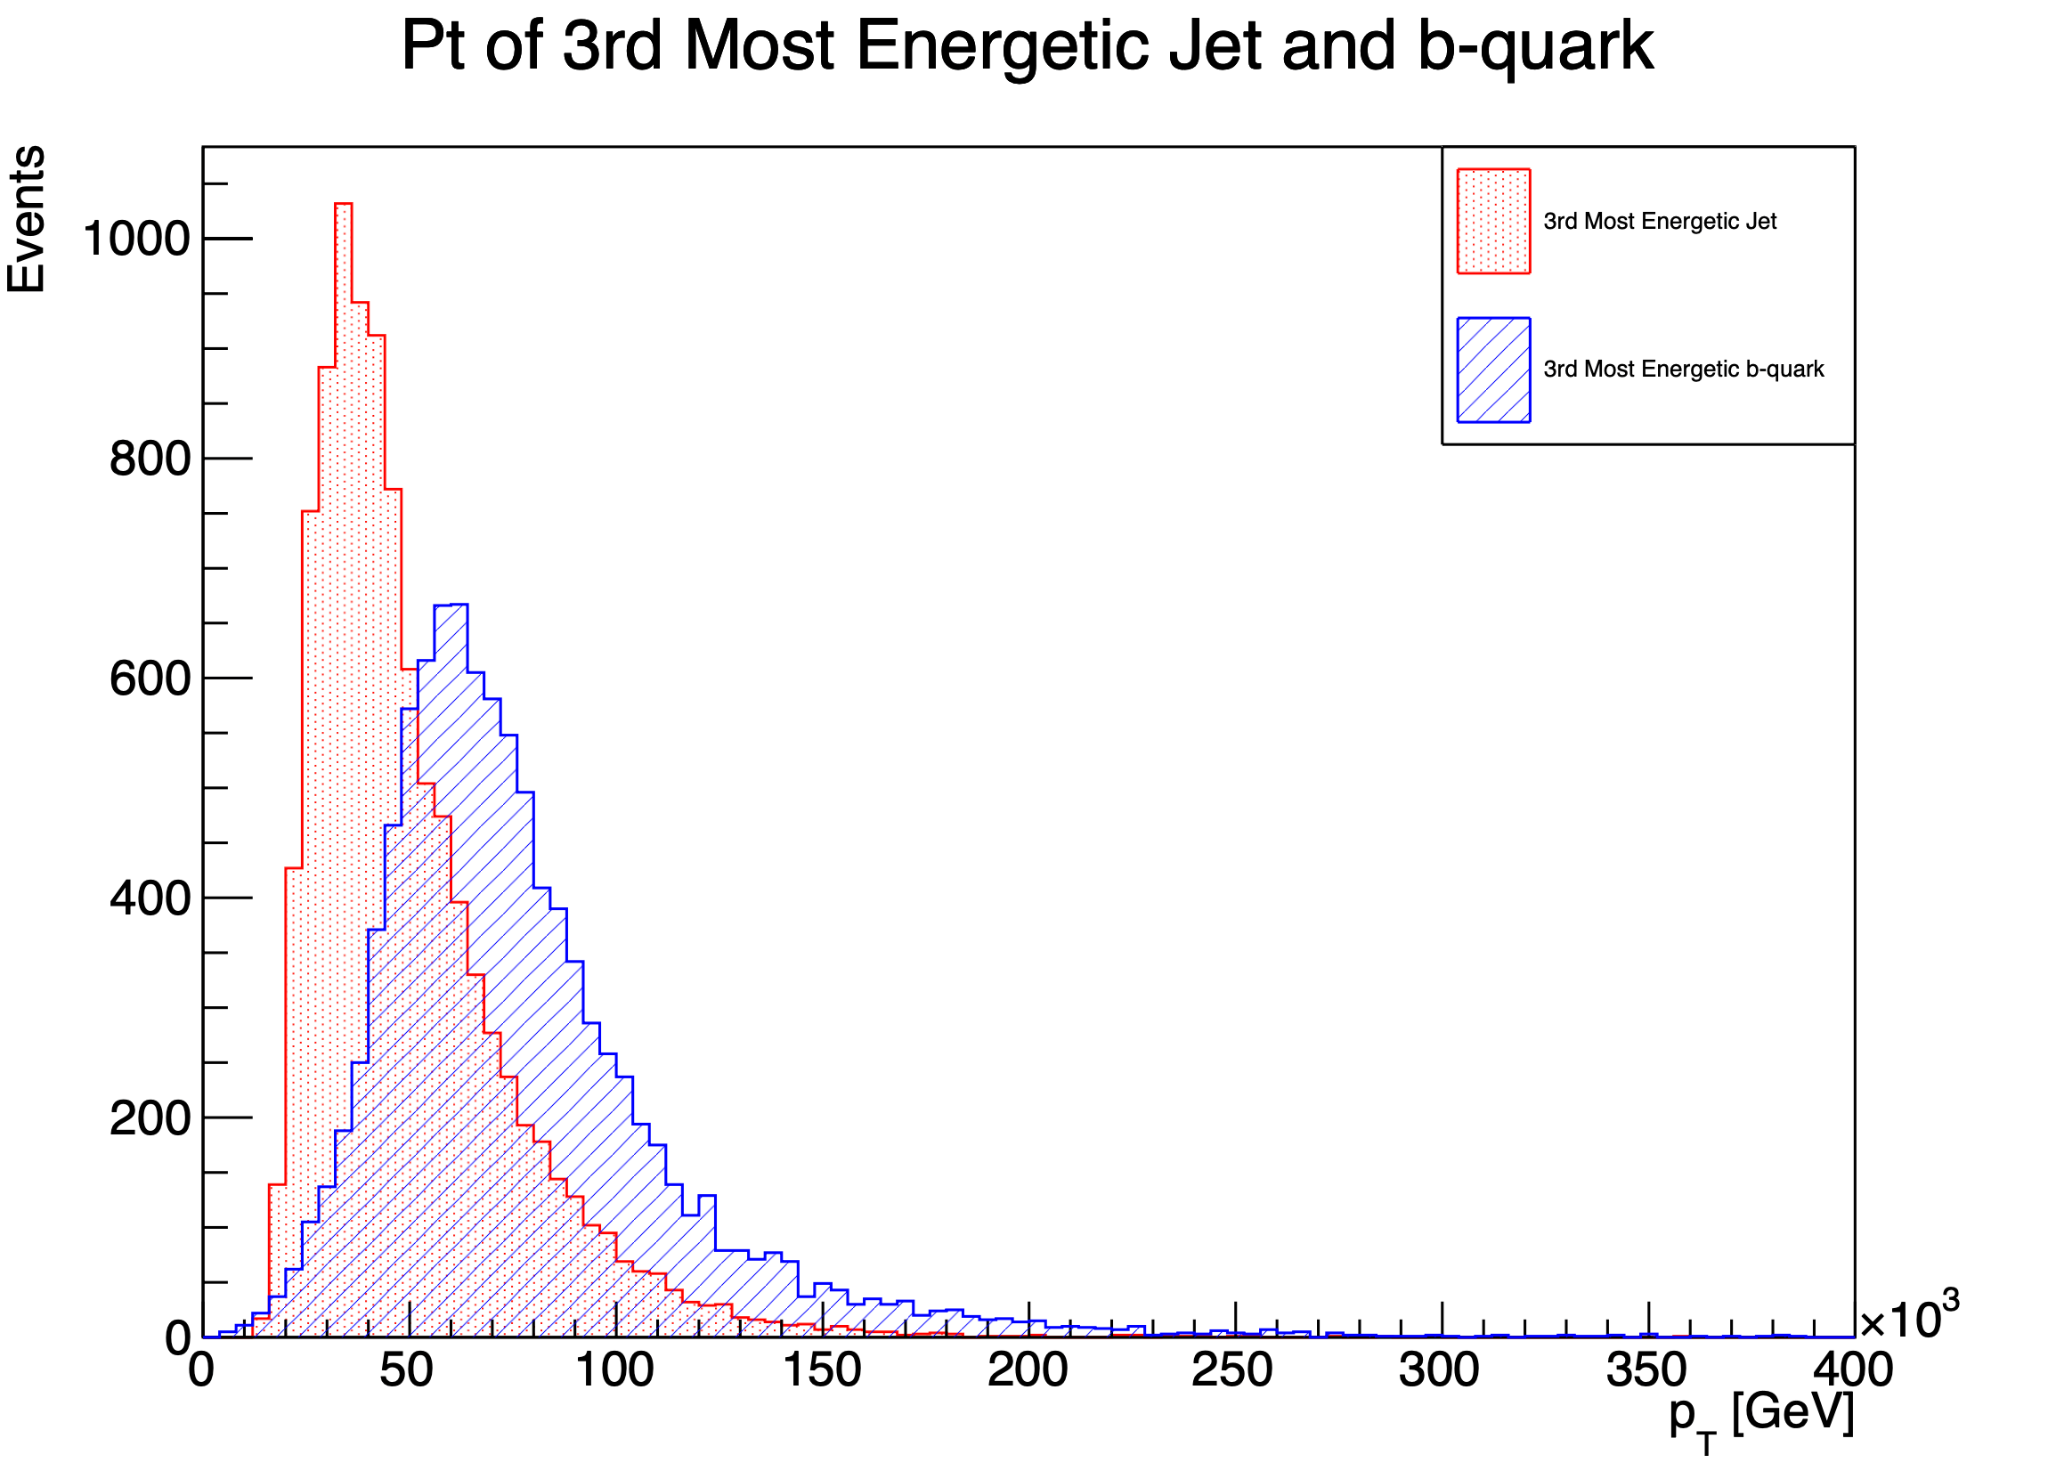 Pt of 3rd Most Energetic Jet and b-quark
Events
3rd Most Energetic Jet
3rd Most Energetic b-quark
1000
800
600
400
200
0
0 50 100 150 200 250 300 350 400
×10³
p_T [GeV]